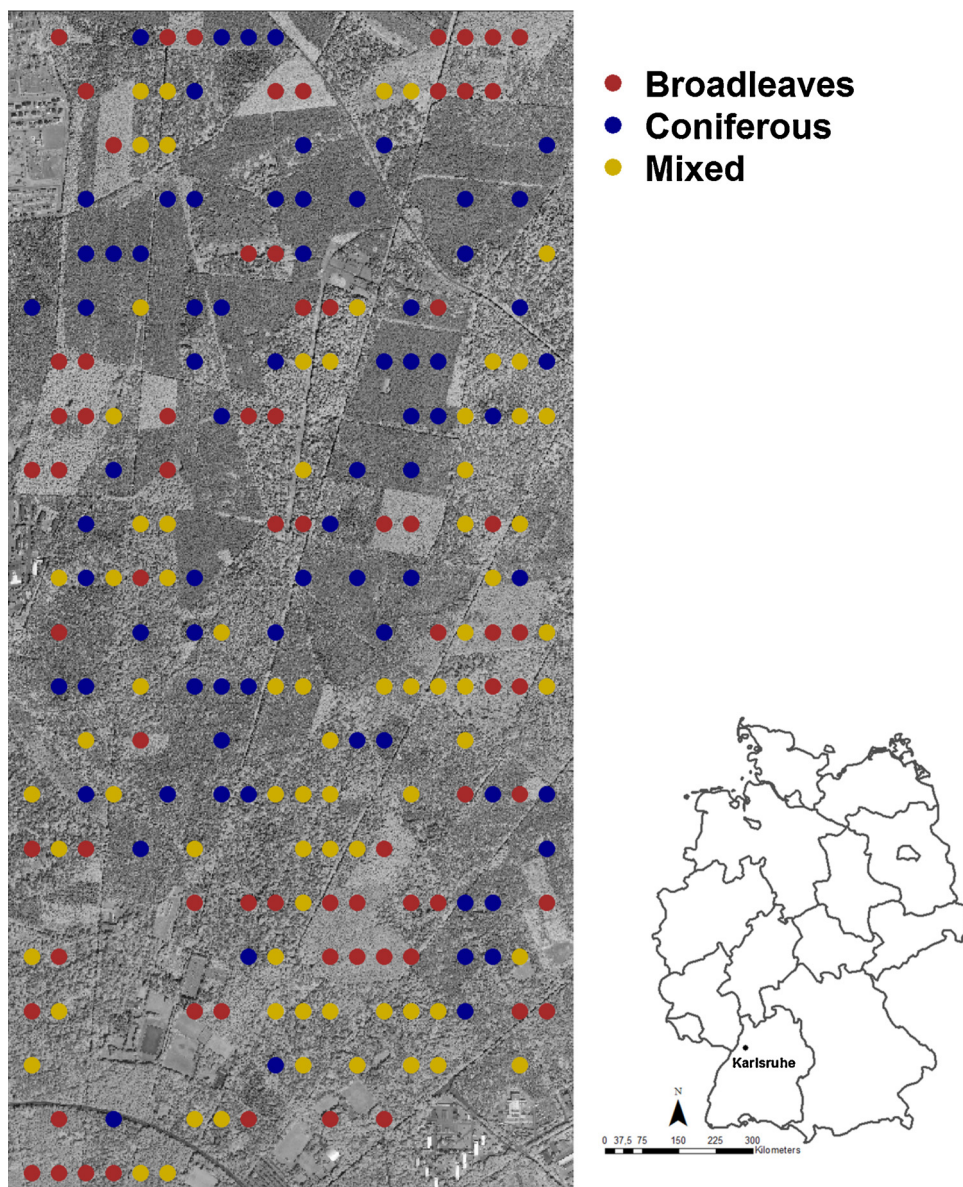 Broadleaves
Coniferous
Mixed
Karlsruhe
N
0 37,5 75 150 225 300
Kilometers